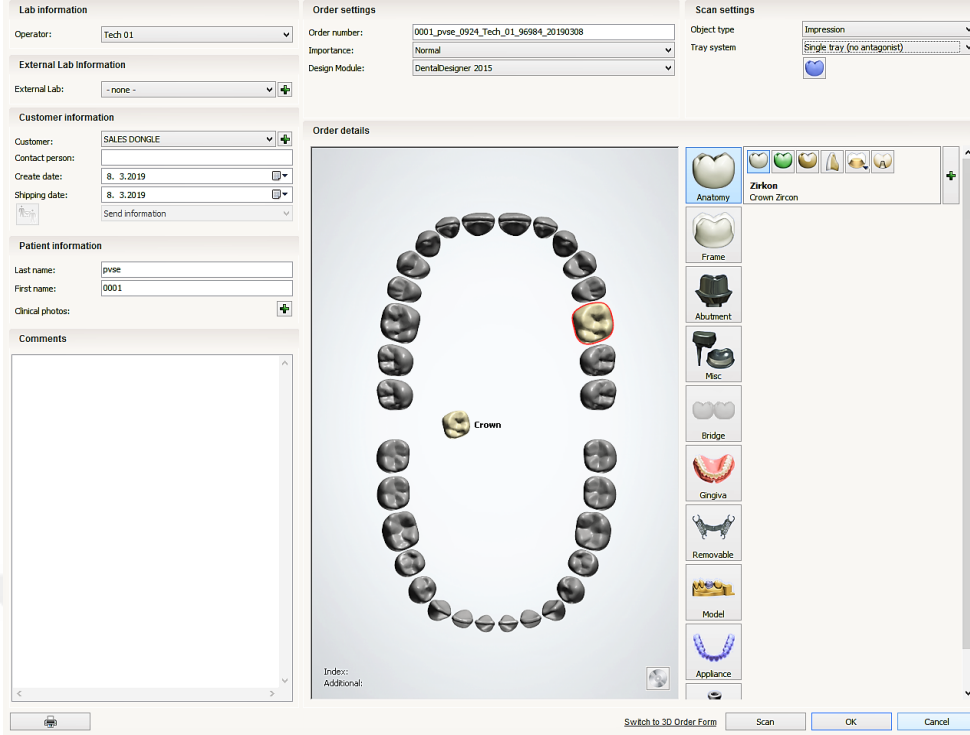 Lab information
Operator:
Tech 01
External Lab Information
External Lab:
- none -
Customer information
Customer:
SALES DONGLE
Contact person:
Create date:
8. 3.2019
Shipping date:
8. 3.2019
Send information
Patient information
Last name:
pvse
First name:
0001
Clinical photos:
Comments
Order settings
Order number:
0001_pvse_0924_Tech_01_96984_20190308
Importance:
Normal
Design Module:
DentalDesigner 2015
Scan settings
Object type
Impression
Tray system
Single tray (no antagonist)
Order details
Crown
Index:
Additional:
Anatomy
Zirkon
Crown Zircon
Frame
Abutment
Misc
Bridge
Gingiva
Removable
Model
Appliance
Switch to 3D Order Form
Scan
OK
Cancel